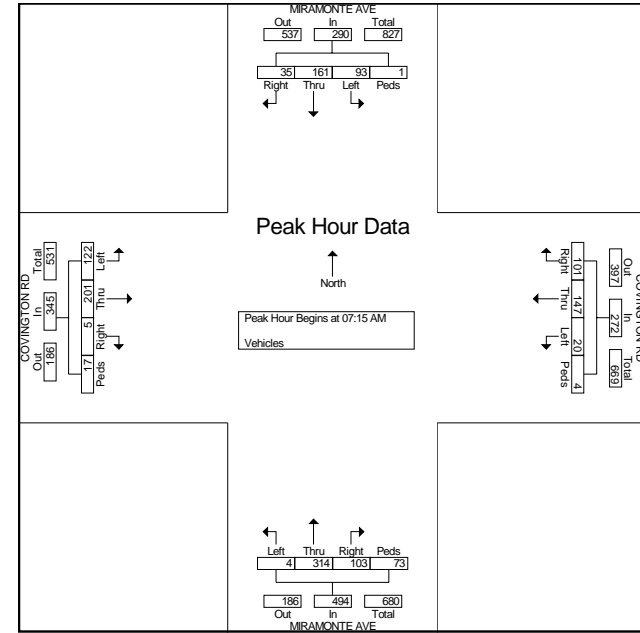 MIRAMONTE AVE
Out In Total
537 290 827
35 161 93 1
Right Thru Left Peds
Peak Hour Data
North
Peak Hour Begins at 07:15 AM
Vehicles
COVINGTON RD
Total In Out
531 345 186
122 201 5 17
Left Thru Right Peds
Right Thru Left Peds
101 147 20 4
397 272 669
Out In Total
COVINGTON RD
Left Thru Right Peds
4 314 103 73
186 494 680
Out In Total
MIRAMONTE AVE